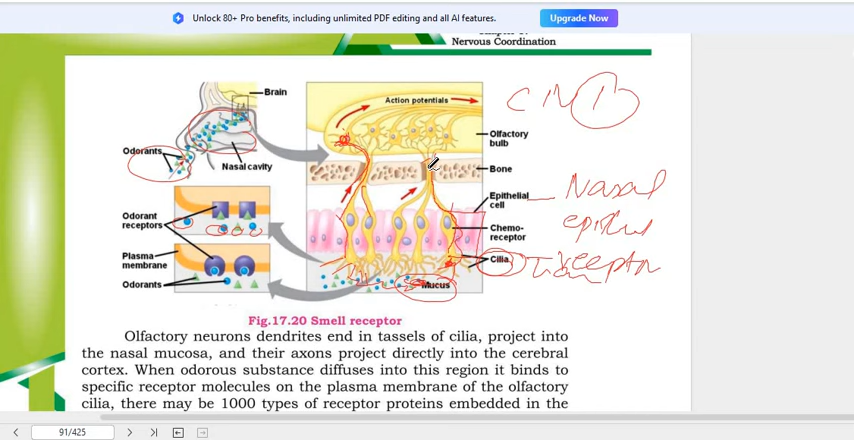 Unlock 80+ Pro benefits, including unlimited PDF editing and all AI features.
Upgrade Now
Nervous Coordination
Brain
Odorants
Nasal cavity
Action potentials
Olfactory
bulb
Bone
Epithelial
cell
Chemo-
receptor
Cilia
Mucus
Odorant
receptors
Plasma
membrane
Odorants
CN 1
Nasal
Fig.17.20 Smell receptor
Olfactory neurons dendrites end in tassels of cilia, project into
the nasal mucosa, and their axons project directly into the cerebral
cortex. When odorous substance diffuses into this region it binds to
specific receptor molecules on the plasma membrane of the olfactory
cilia, there may be 1000 types of receptor proteins embedded in the
91/425